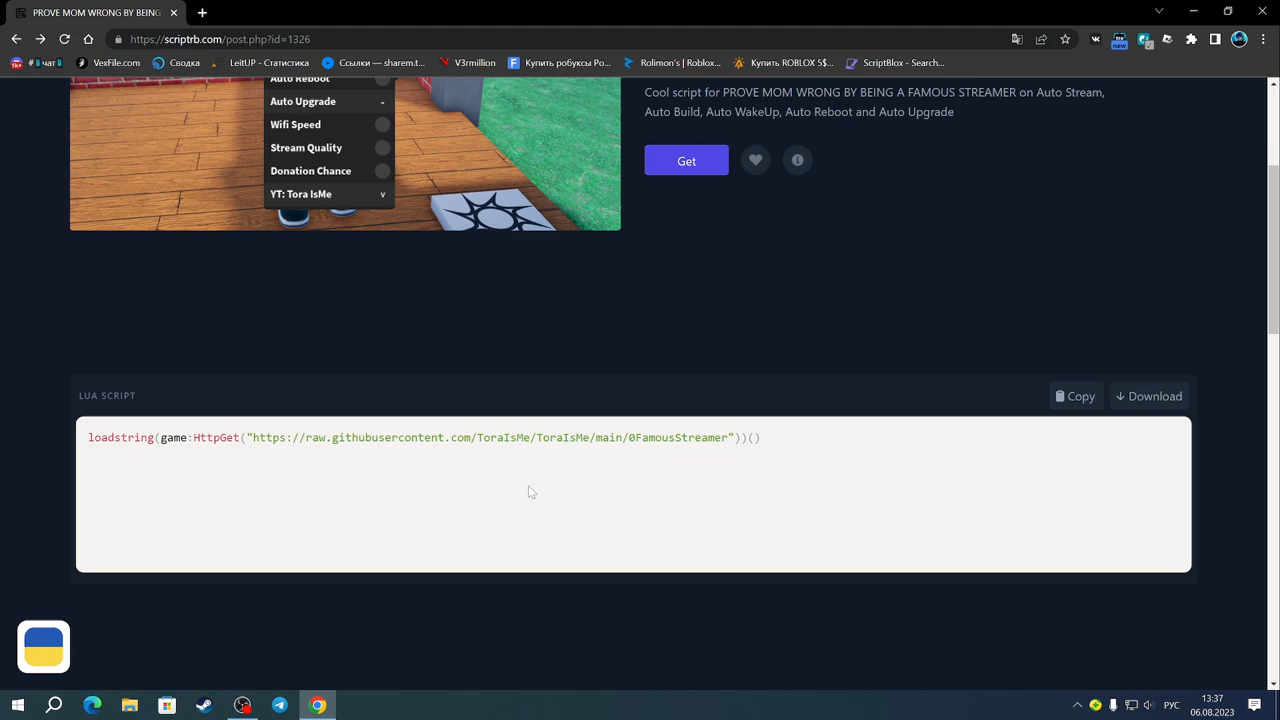 PROVE MOM WRONG BY BEING
https://scriptrb.com/post.php?id=1326
new
VexFile.com
Сводка
LeitUP - Статистика
Ссылки — sharem.t...
V3rmillion
Купить робуксы Ро...
Rolimon's | Roblox...
Купить ROBLOX 5$...
ScriptBlox - Search...
Auto Reboot
Auto Upgrade -
Wifi Speed
Stream Quality
Donation Chance
YT: Tora IsMe v
Cool script for PROVE MOM WRONG BY BEING A FAMOUS STREAMER on Auto Stream,
Auto Build, Auto WakeUp, Auto Reboot and Auto Upgrade
Get
LUA SCRIPT
Copy
Download
loadstring(game:HttpGet("https://raw.githubusercontent.com/ToraIsMe/ToraIsMe/main/0FamousStreamer"))()
РУС
13:37
06.08.2023